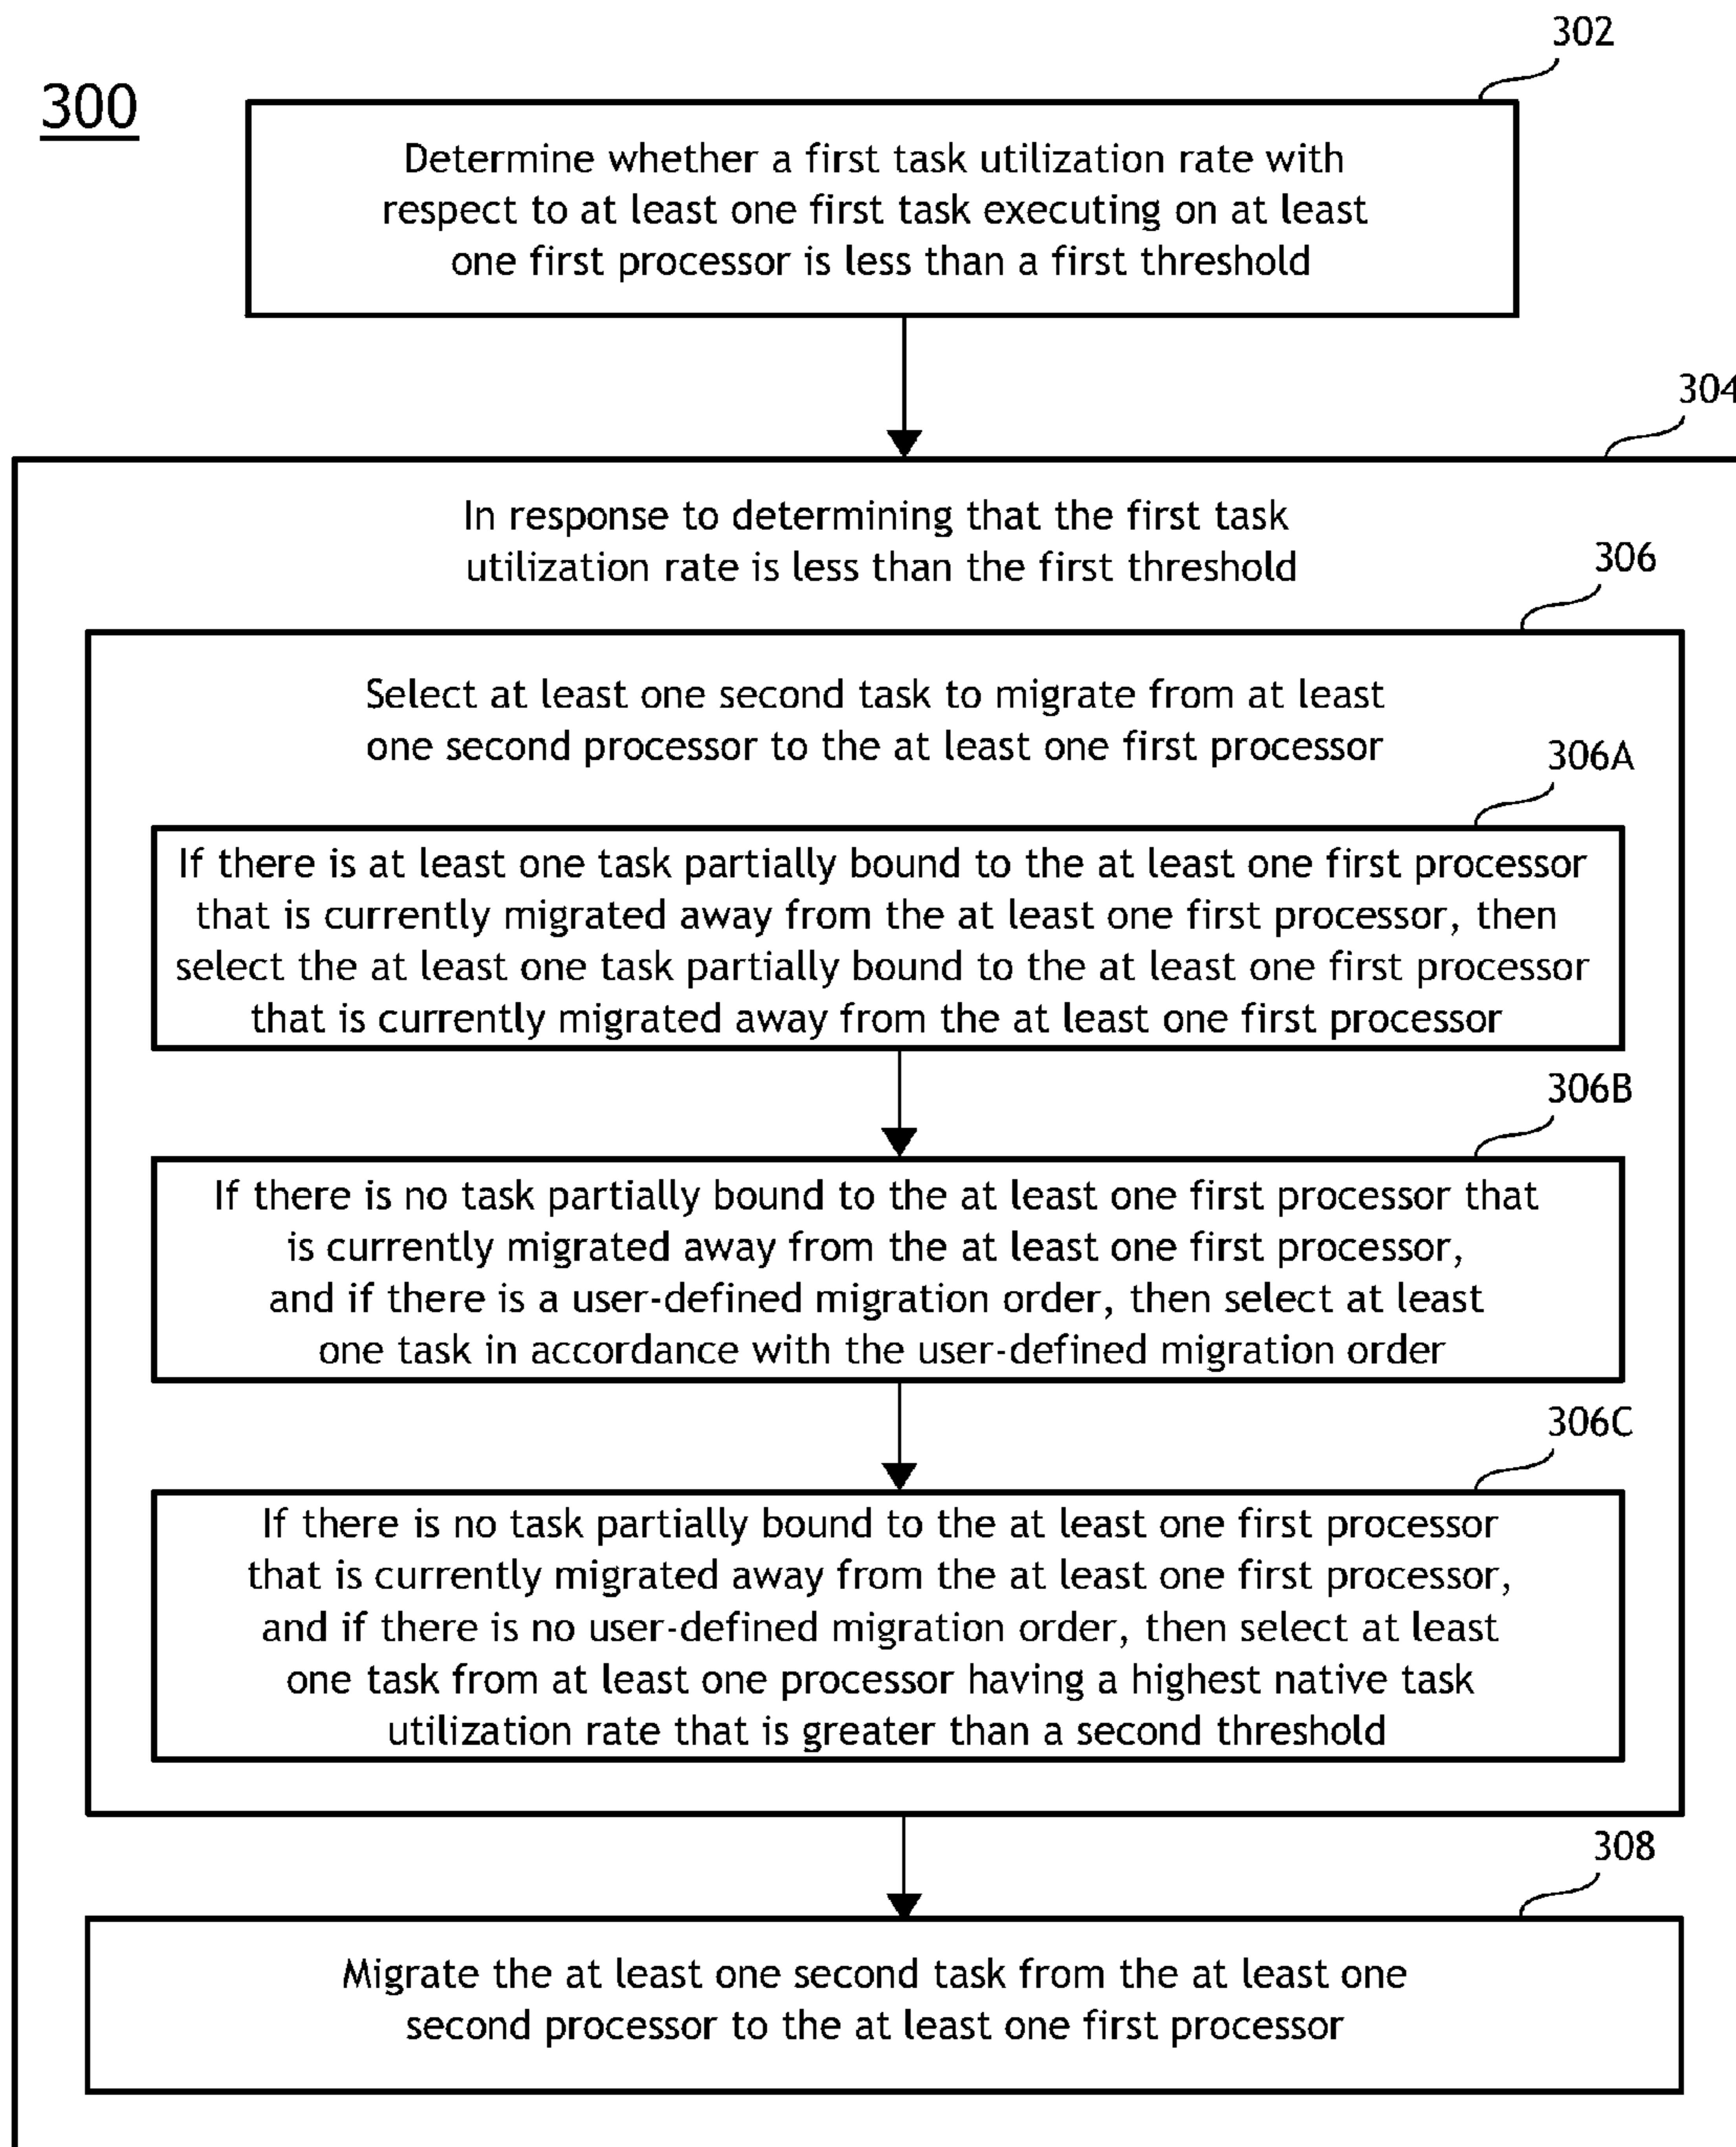 302
300
Determine whether a first task utilization rate with
respect to at least one first task executing on at least
one first processor is less than a first threshold
304
In response to determining that the first task
utilization rate is less than the first threshold
306
Select at least one second task to migrate from at least
one second processor to the at least one first processor
306A
If there is at least one task partially bound to the at least one first processor
that is currently migrated away from the at least one first processor, then
select the at least one task partially bound to the at least one first processor
that is currently migrated away from the at least one first processor
306B
If there is no task partially bound to the at least one first processor that
is currently migrated away from the at least one first processor,
and if there is a user-defined migration order, then select at least
one task in accordance with the user-defined migration order
306C
If there is no task partially bound to the at least one first processor
that is currently migrated away from the at least one first processor,
and if there is no user-defined migration order, then select at least
one task from at least one processor having a highest native task
utilization rate that is greater than a second threshold
308
Migrate the at least one second task from the at least one
second processor to the at least one first processor